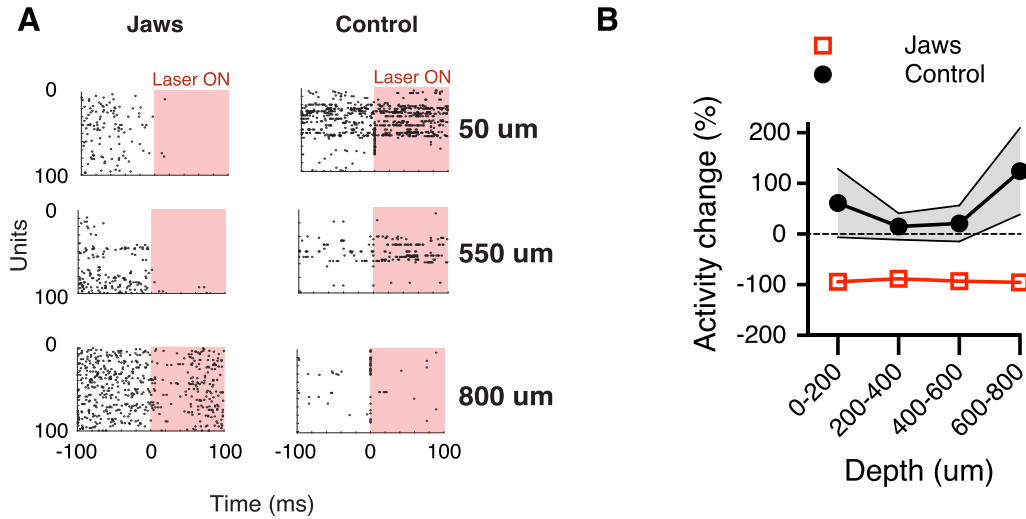 A
Jaws
Control
Laser ON
Laser ON
0
100
50 um
0
100
550 um
0
100
800 um
Units
-100 0 100
-100 0 100
Time (ms)
B
Jaws
Control
Activity change (%)
200
100
0
-100
-200
0-200
200-400
400-600
600-800
Depth (um)